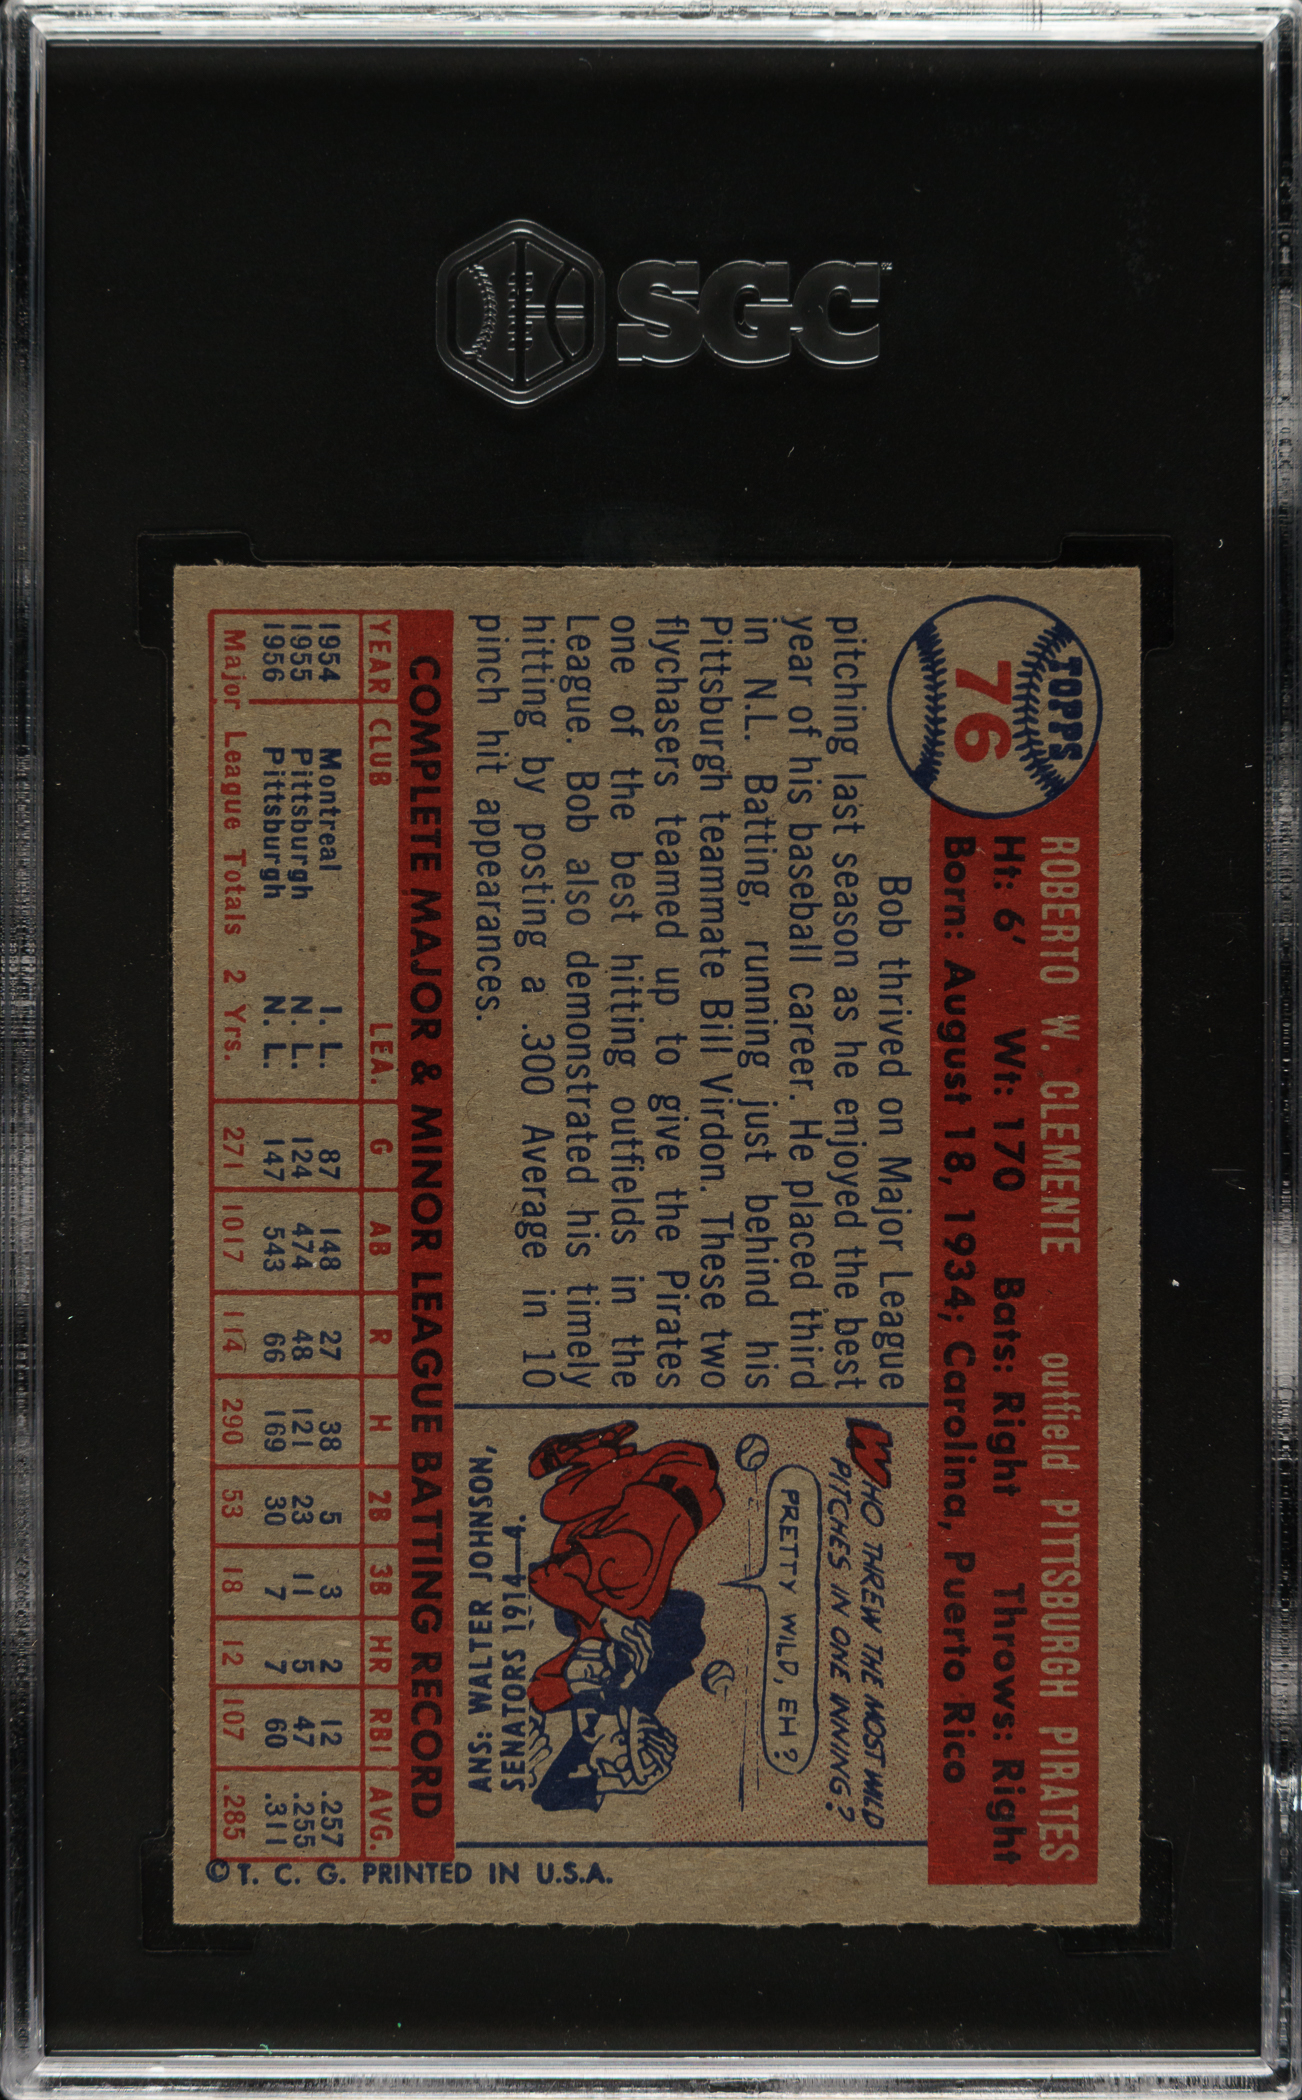 SGC
TOPPS
76
ROBERTO W. CLEMENTE outfield PITTSBURGH PIRATES
Ht: 6' Wt: 170 Bats: Right Throws: Right
Born: August 18, 1934; Carolina, Puerto Rico
Bob thrived on Major League
pitching last season as he enjoyed the best
year of his baseball career. He placed third
in N.L. Batting, running just behind his
Pittsburgh teammate Bill Virdon. These two
flychasers teamed up to give the Pirates
one of the best hitting outfields in the
League. Bob also demonstrated his timely
hitting by posting a .300 Average in 10
pinch hit appearances.
WHO THREW THE MOST WILD
PITCHES IN ONE INNING?
PRETTY WILD, EH?
ANS: WALTER JOHNSON,
SENATORS 1914—4.
COMPLETE MAJOR & MINOR LEAGUE BATTING RECORD
YEAR CLUB LEA. G AB R H 2B 3B HR RBI AVG.
1954 Montreal I. L. 87 148 27 38 5 3 2 12 .257
1955 Pittsburgh N. L. 124 474 48 121 23 11 5 47 .255
1956 Pittsburgh N. L. 147 543 66 169 30 7 7 60 .311
Major League Totals 2 Yrs. 271 1017 114 290 53 18 12 107 .285
© T. C. G. PRINTED IN U.S.A.